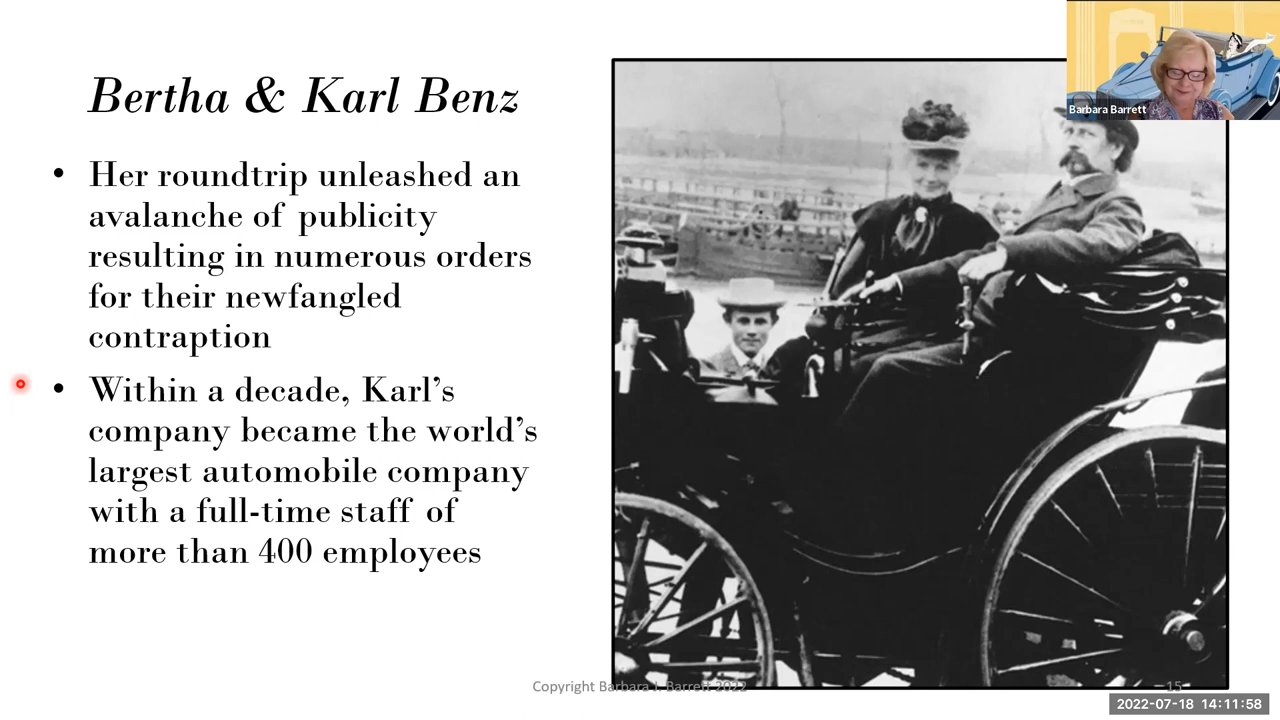 Barbara Barrett
Bertha & Karl Benz
• Her roundtrip unleashed an
avalanche of publicity
resulting in numerous orders
for their newfangled
contraption
• Within a decade, Karl's
company became the world's
largest automobile company
with a full-time staff of
more than 400 employees
Copyright Barbara J. Barrett 2022
15
2022-07-18 14:11:58